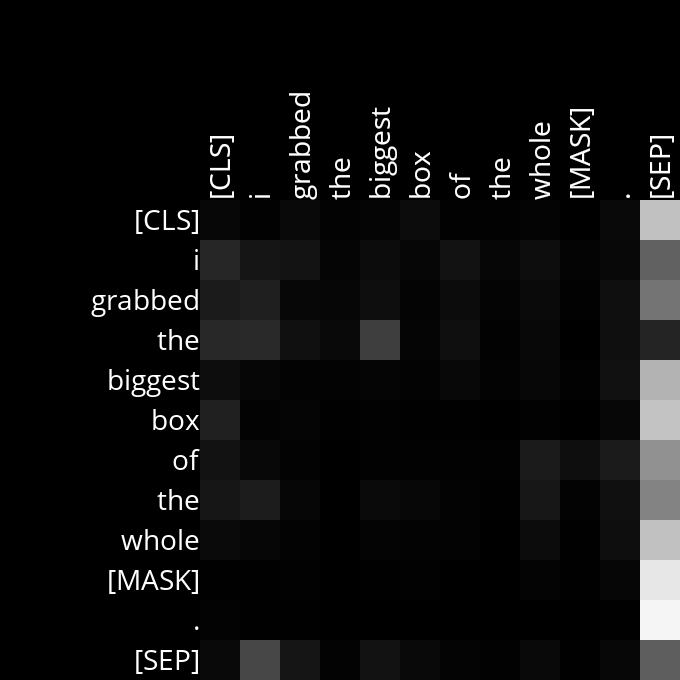 [CLS] i grabbed the biggest box of the whole [MASK] . [SEP]
[CLS]
i
grabbed
the
biggest
box
of
the
whole
[MASK]
.
[SEP]